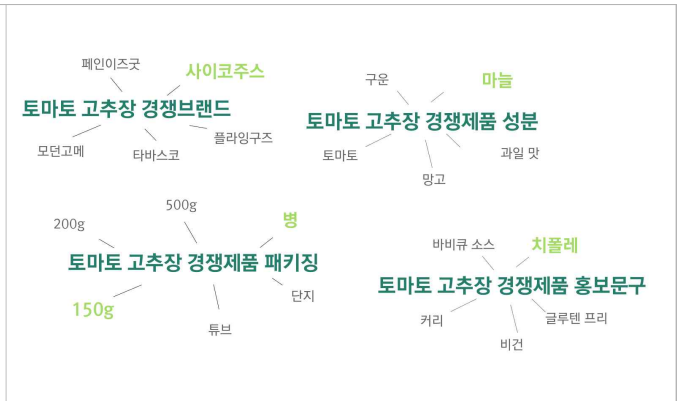 페인이즈굿
사이코주스
토마토 고추장 경쟁브랜드
모던고메
타바스코
플라잉구즈
구운
마늘
토마토 고추장 경쟁제품 성분
토마토
망고
과일 맛
200g
500g
병
토마토 고추장 경쟁제품 패키징
150g
튜브
단지
바비큐 소스
치폴레
토마토 고추장 경쟁제품 홍보문구
커리
비건
글루텐 프리